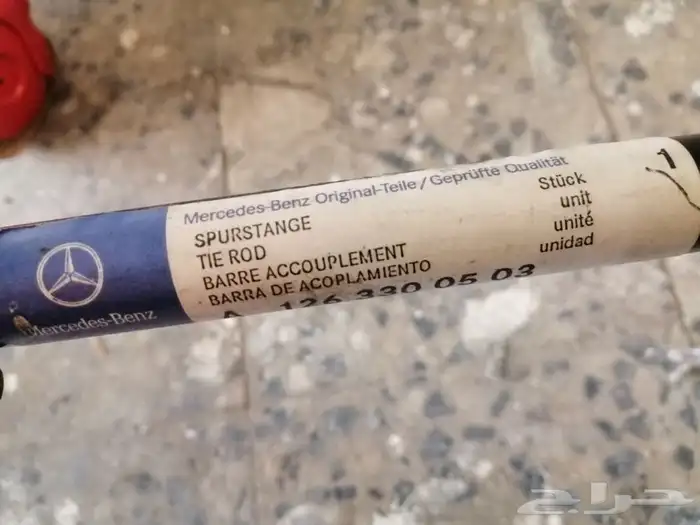 Mercedes-Benz Original-Teile/Geprüfte Qualität
SPURSTANGE
TIE ROD
BARRE ACCOUPLEMENT
BARRA DE ACOPLAMIENTO
A 126 330 05 03
Stück
unit
unité
unidad
1
Mercedes-Benz
حراج